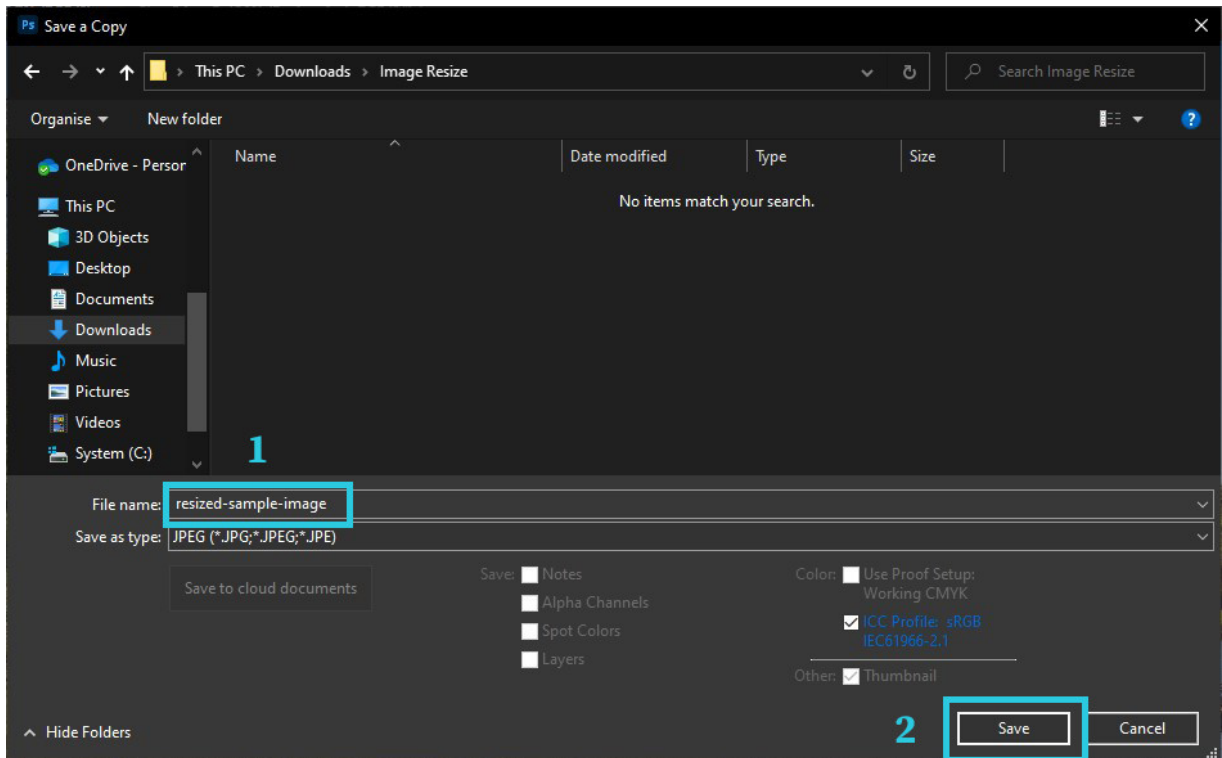 Ps Save a Copy
This PC > Downloads > Image Resize
Search Image Resize
Organise
New folder
?
Name
Date modified
Type
Size
No items match your search.
OneDrive - Person
This PC
3D Objects
Desktop
Documents
Downloads
Music
Pictures
Videos
System (C:)
1
File name: resized-sample-image
Save as type: JPEG (*.JPG;*.JPEG;*.JPE)
Save to cloud documents
Save: Notes
Alpha Channels
Spot Colors
Layers
Color: Use Proof Setup:
Working CMYK
ICC Profile: sRGB
IEC61966-2.1
Other: Thumbnail
Hide Folders
2
Save
Cancel